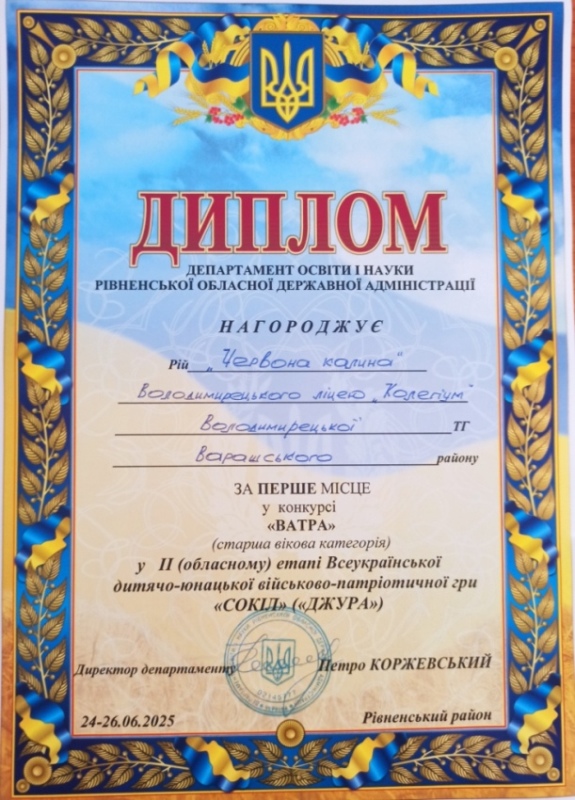 ДИПЛОМ
ДЕПАРТАМЕНТ ОСВІТИ І НАУКИ
РІВНЕНСЬКОЇ ОБЛАСНОЇ ДЕРЖАВНОЇ АДМІНІСТРАЦІЇ
НАГОРОДЖУЄ
Рій „Червона калина“
Володимирецького ліцею „Колегіум“
Володимирецької ТГ
Варашського району
ЗА ПЕРШЕ МІСЦЕ
у конкурсі
«ВАТРА»
(старша вікова категорія)
у ІІ (обласному) етапі Всеукраїнської
дитячо-юнацької військово-патріотичної гри
«СОКІЛ» («ДЖУРА»)
Директор департаменту Петро КОРЖЕВСЬКИЙ
24-26.06.2025 Рівненський район